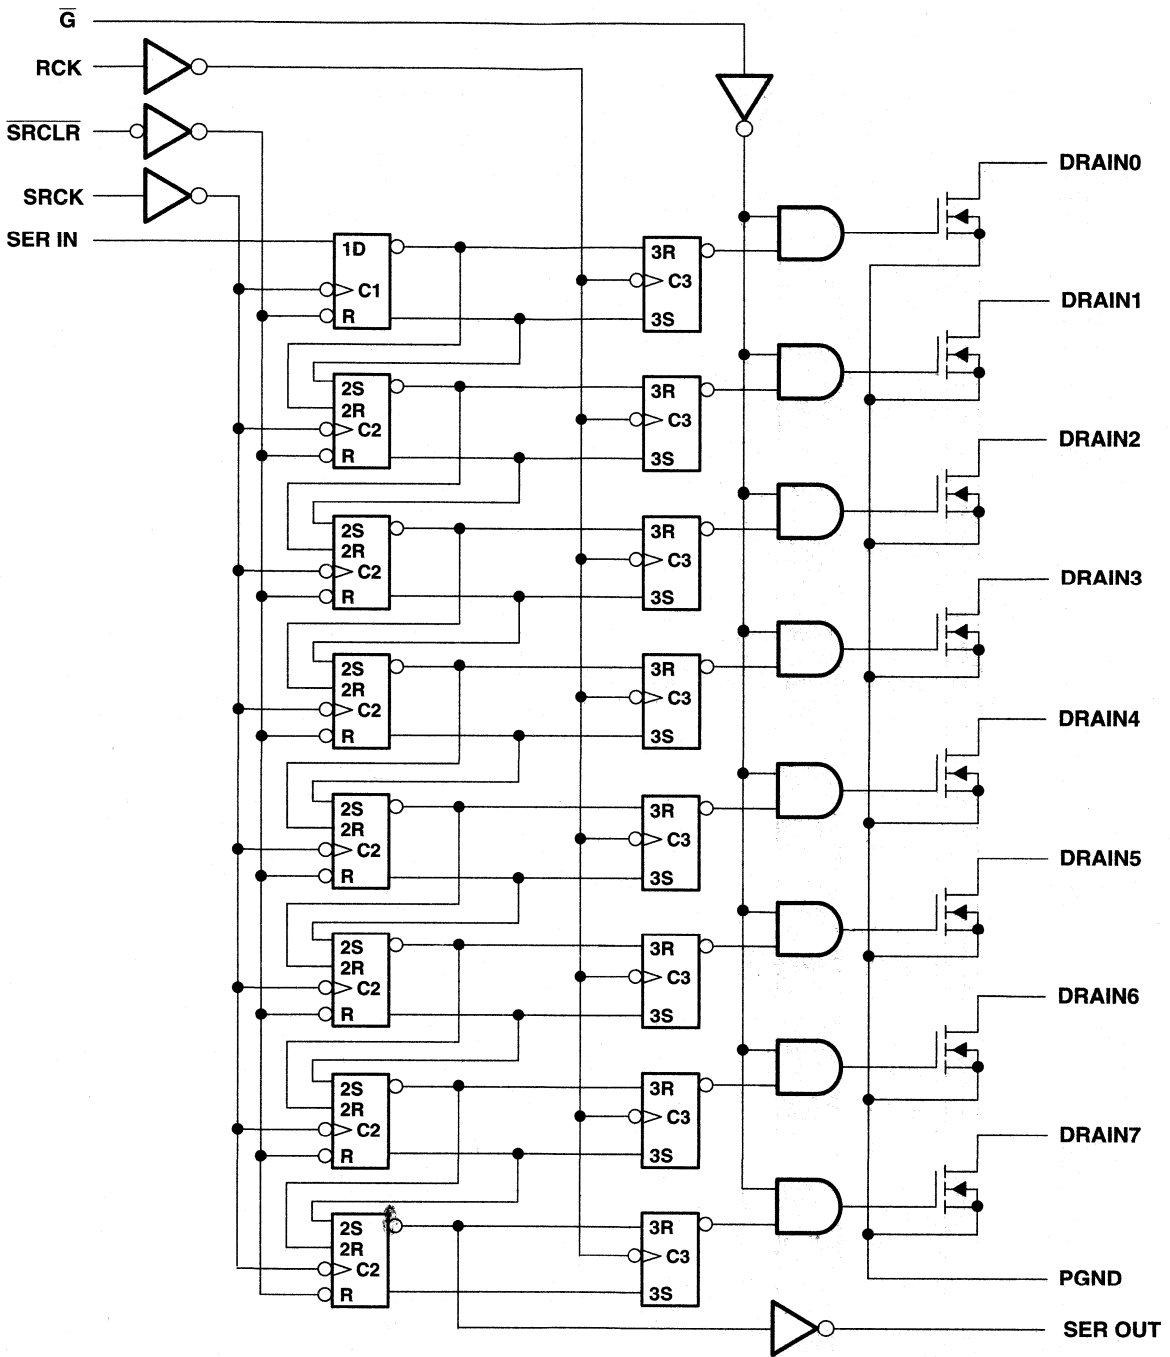 G
RCK
SRCLR
SRCK
SER IN
DRAIN0
1D
C1
R
3R
C3
3S
DRAIN1
2S
2R
C2
R
3R
C3
3S
DRAIN2
2S
2R
C2
R
3R
C3
3S
DRAIN3
2S
2R
C2
R
3R
C3
3S
DRAIN4
2S
2R
C2
R
3R
C3
3S
DRAIN5
2S
2R
C2
R
3R
C3
3S
DRAIN6
2S
2R
C2
R
3R
C3
3S
DRAIN7
2S
2R
C2
R
3R
C3
3S
PGND
SER OUT